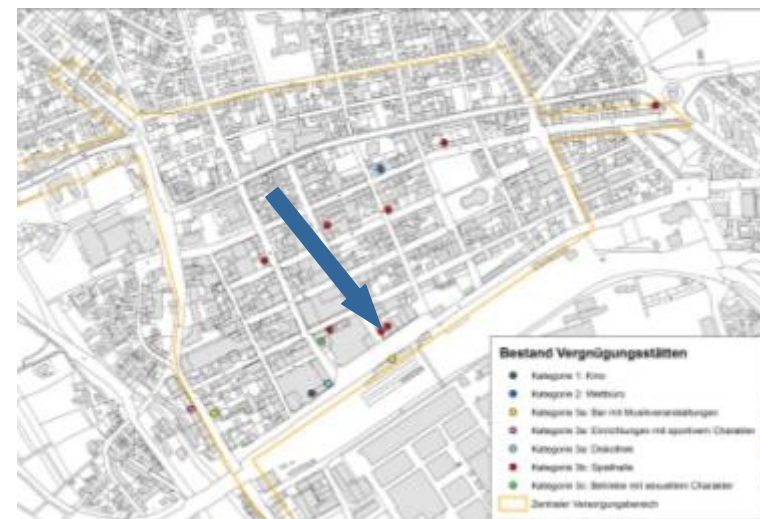 Bestand Vergnügungsstätten
Kategorie 1: Kino
Kategorie 2: Wettbüro
Kategorie 3a: Bar mit Musikveranstaltungen
Kategorie 3a: Einrichtungen mit sportivem Charakter
Kategorie 3a: Diskothek
Kategorie 3b: Spielhalle
Kategorie 3c: Betriebe mit sexuellem Charakter
Zentraler Versorgungsbereich